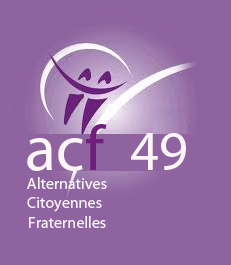 açf 49
Alternatives
Citoyennes
Fraternelles